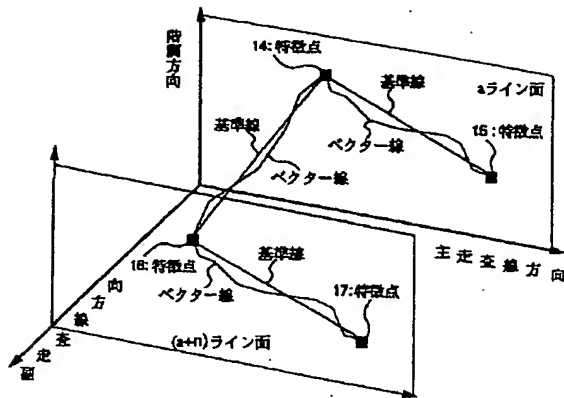 階調方向
14:特徴点
基準線
aライン面
15:特徴点
基準線
ベクター線
ベクター線
主走査線方向
16:特徴点
基準線
ベクター線
17:特徴点
(a+n)ライン面
副走査線方向